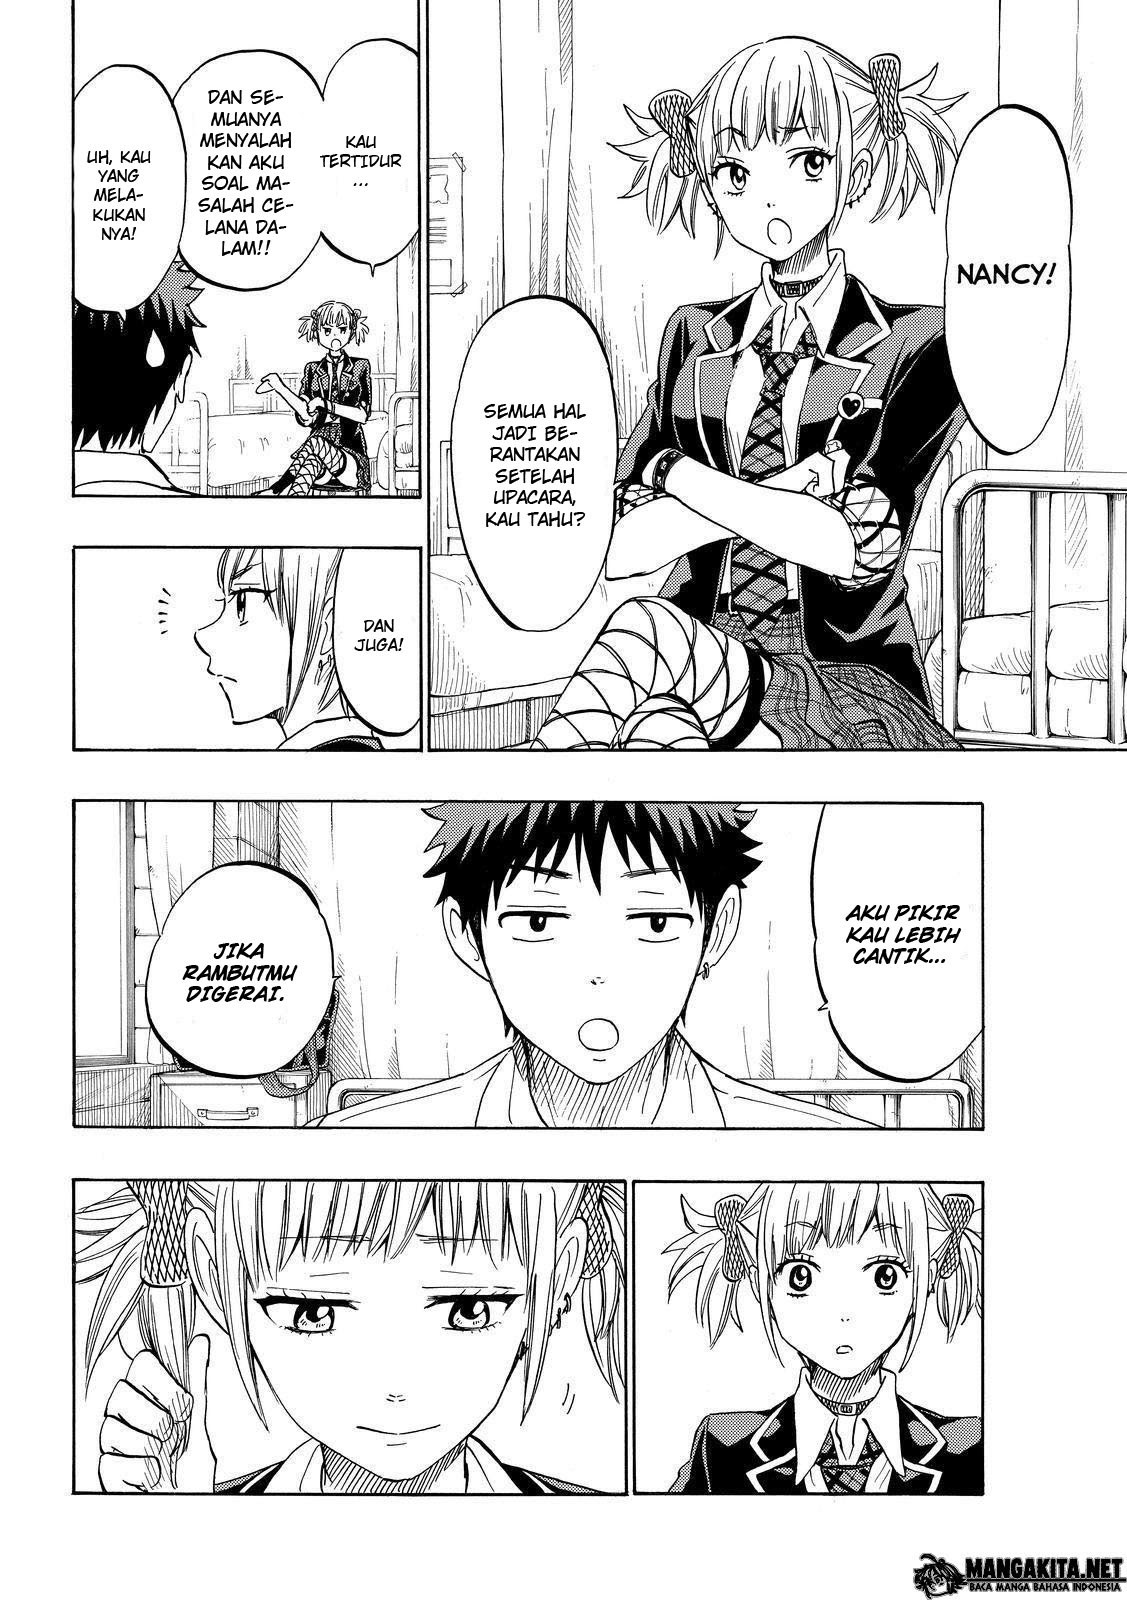 NANCY!
SEMUA HAL
JADI BE-
RANTAKAN
SETELAH
UPACARA,
KAU TAHU?
KAU
TERTIDUR
...
DAN SE-
MUANYA
MENYALAH
KAN AKU
SOAL MA-
SALAH CE-
LANA DA-
LAM!!
UH, KAU
YANG
MELA-
KUKAN
NYA!
DAN
JUGA!
AKU PIKIR
KAU LEBIH
CANTIK...
JIKA
RAMBUTMU
DIGERAI.
MANGAKITA.NET
BACA MANGA BAHASA INDONESIA